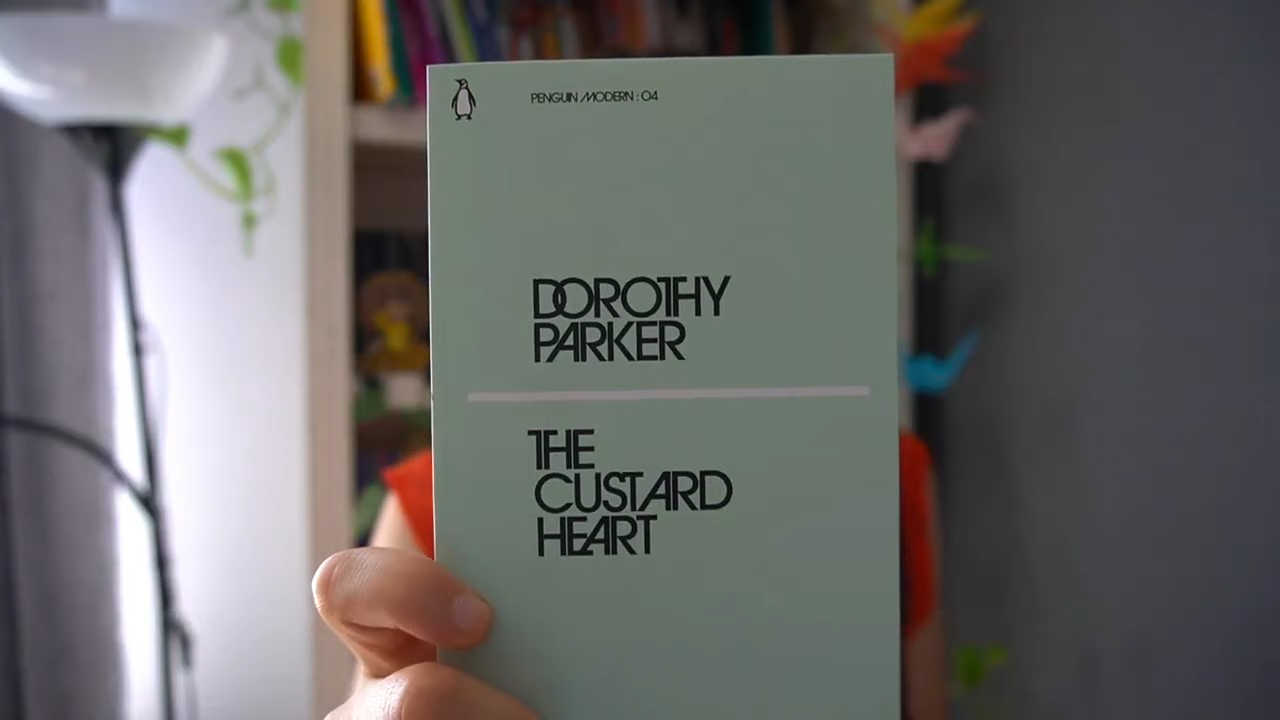 PENGUIN MODERN : 04
DOROTHY
PARKER
THE
CUSTARD
HEART